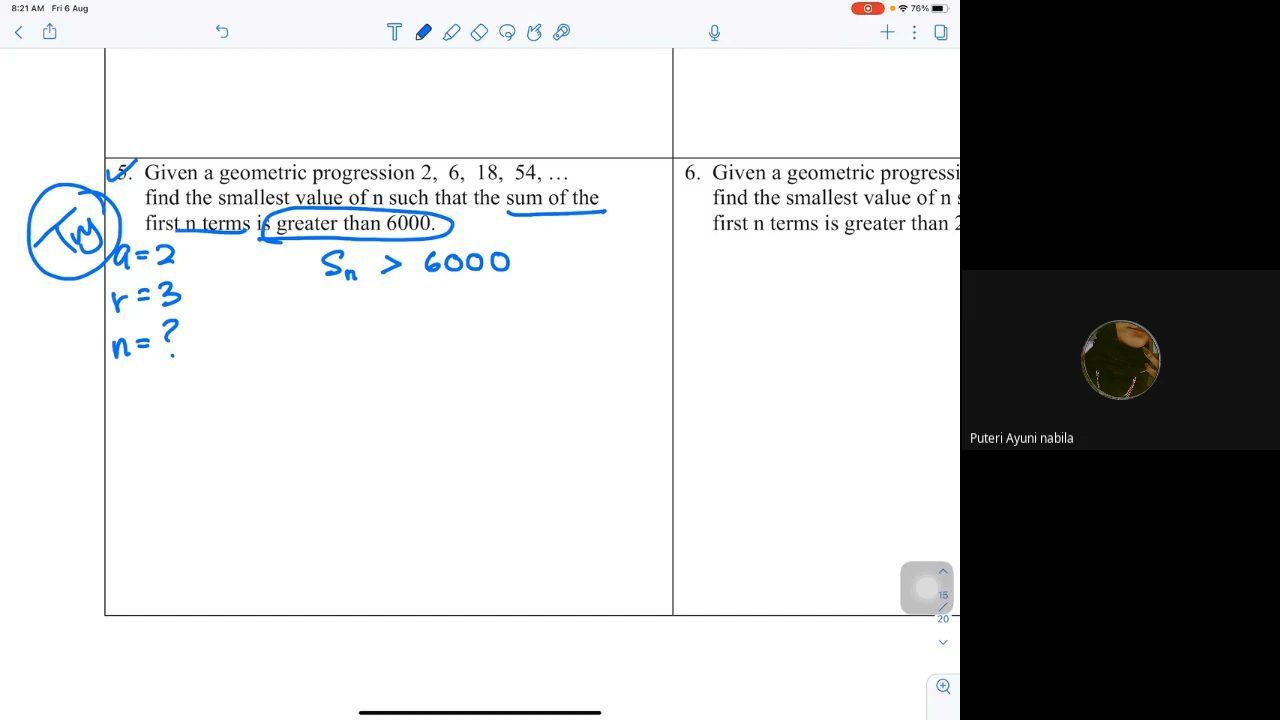 8:21 AM Fri 6 Aug
76%
T
5. Given a geometric progression 2, 6, 18, 54, …
find the smallest value of n such that the sum of the
first n terms is greater than 6000.
Try
a = 2
r = 3
n = ?
Sn > 6000
6. Given a geometric progressi
find the smallest value of n s
first n terms is greater than 2
15
/
20
Puteri Ayuni nabila